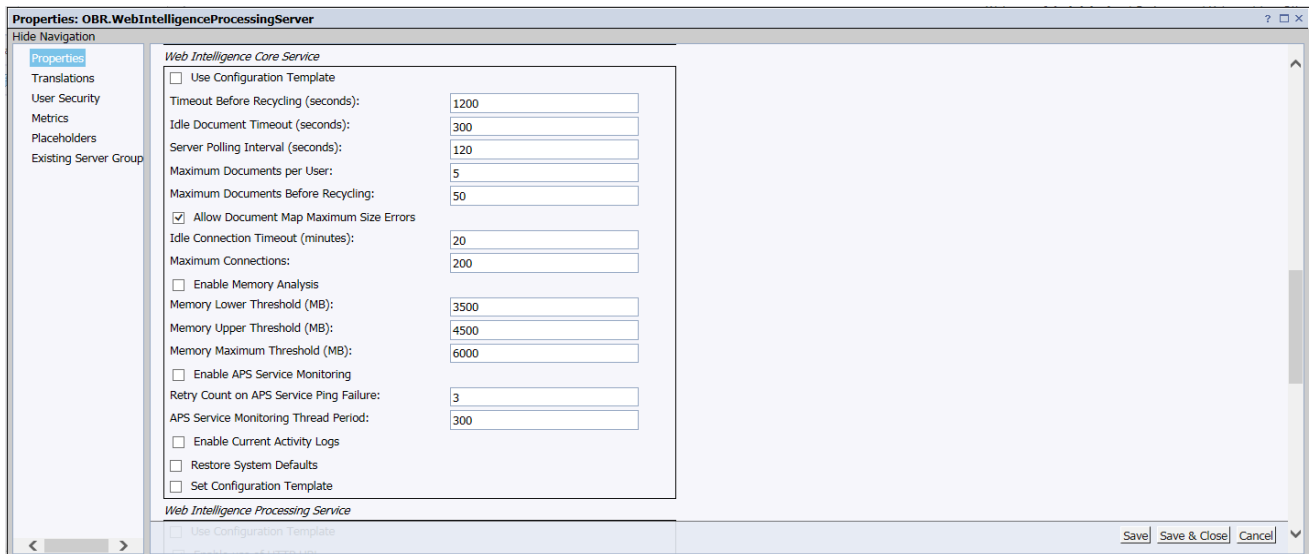 Properties: OBR.WebIntelligenceProcessingServer
Hide Navigation
Properties
Translations
User Security
Metrics
Placeholders
Existing Server Group
Web Intelligence Core Service
Use Configuration Template
Timeout Before Recycling (seconds): 1200
Idle Document Timeout (seconds): 300
Server Polling Interval (seconds): 120
Maximum Documents per User: 5
Maximum Documents Before Recycling: 50
Allow Document Map Maximum Size Errors
Idle Connection Timeout (minutes): 20
Maximum Connections: 200
Enable Memory Analysis
Memory Lower Threshold (MB): 3500
Memory Upper Threshold (MB): 4500
Memory Maximum Threshold (MB): 6000
Enable APS Service Monitoring
Retry Count on APS Service Ping Failure: 3
APS Service Monitoring Thread Period: 300
Enable Current Activity Logs
Restore System Defaults
Set Configuration Template
Web Intelligence Processing Service
Use Configuration Template
Save Save & Close Cancel